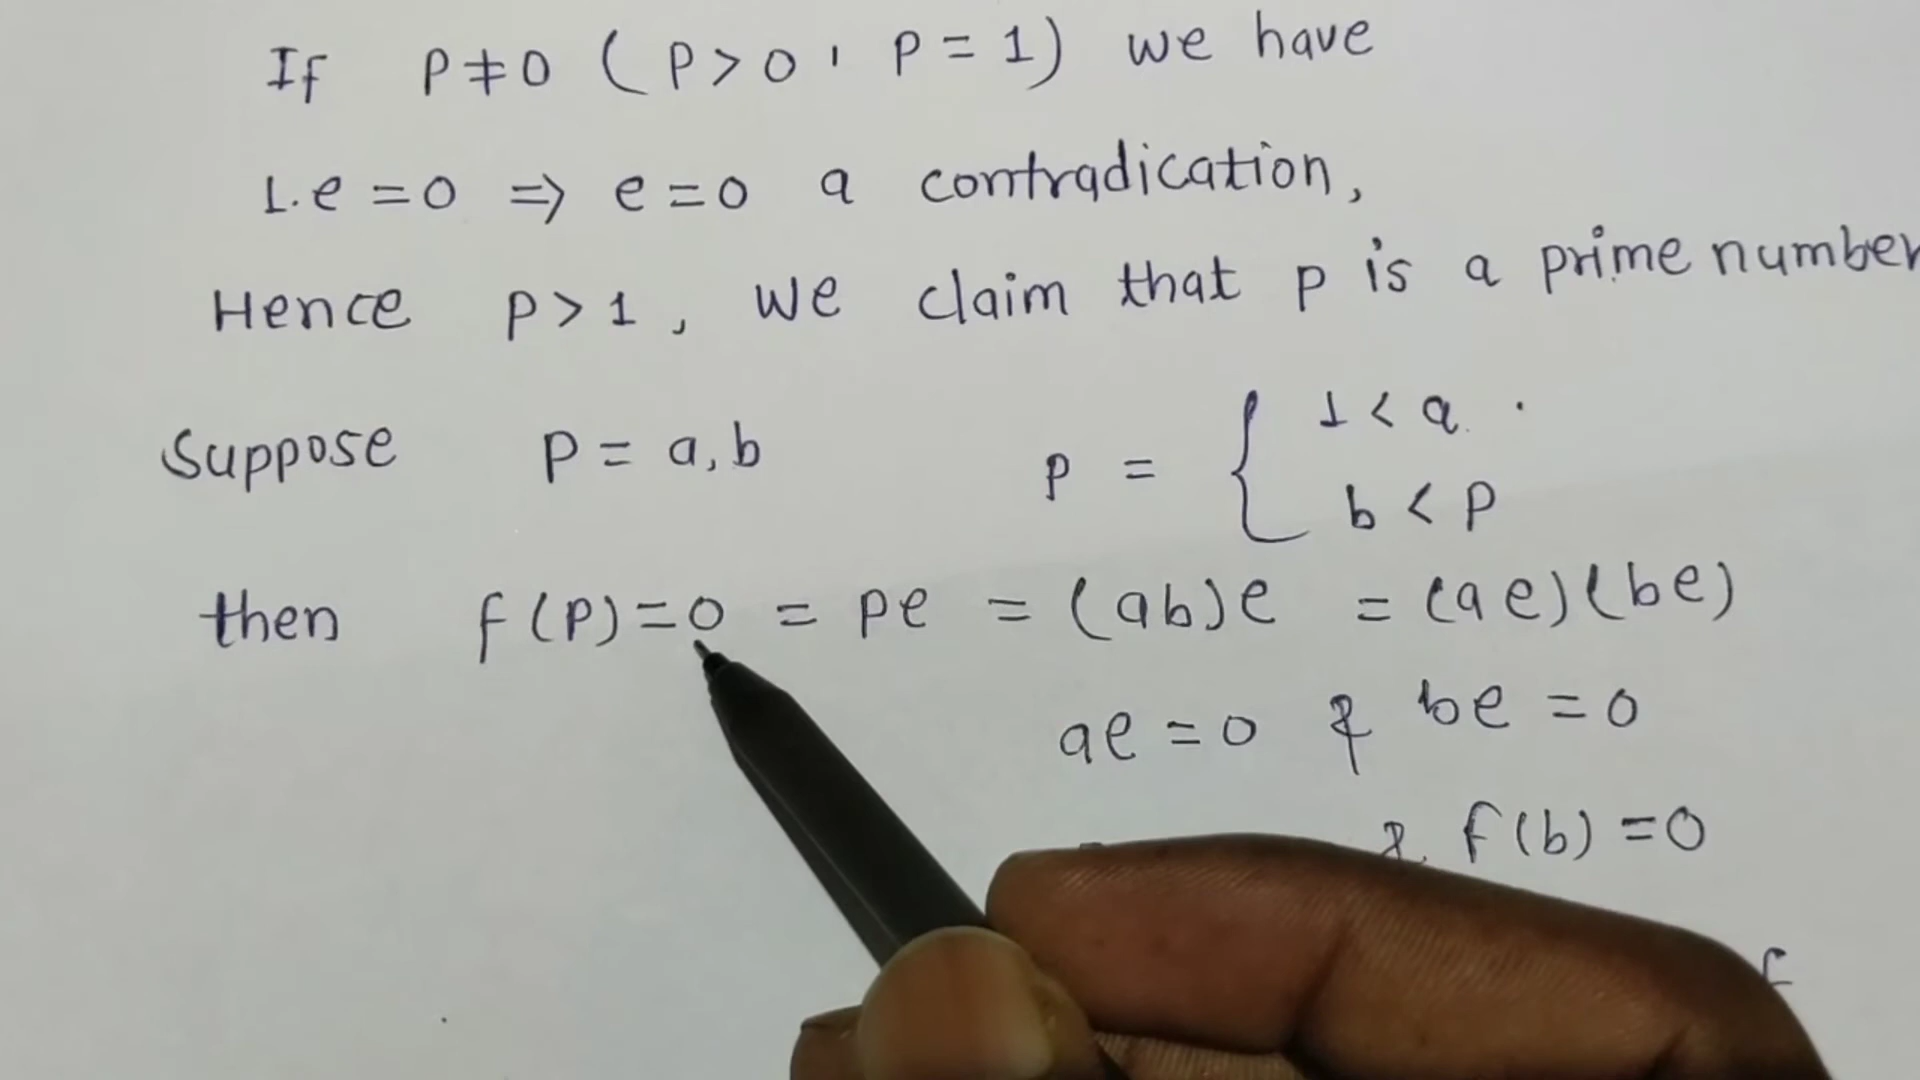 If P≠0 (P>0, P=1) we have
1.e=0 ⇒ e=0 a contradication,
Hence p>1, we claim that p is a prime number
Suppose P = a,b p = { 1<a.
b<p
then f(p)=0 = pe = (ab)e = (ae)(be)
ae=0 & be=0
& f(b)=0